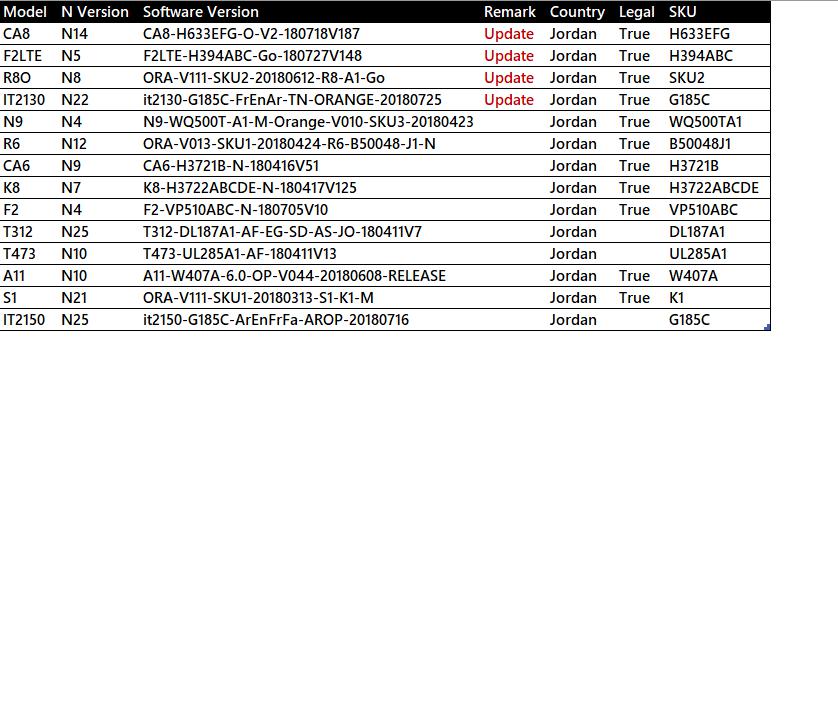 Model N Version Software Version Remark Country Legal SKU
CA8 N14 CA8-H633EFG-O-V2-180718V187 Update Jordan True H633EFG
F2LTE N5 F2LTE-H394ABC-Go-180727V148 Update Jordan True H394ABC
R8O N8 ORA-V111-SKU2-20180612-R8-A1-Go Update Jordan True SKU2
IT2130 N22 it2130-G185C-FrEnAr-TN-ORANGE-20180725 Update Jordan True G185C
N9 N4 N9-WQ500T-A1-M-Orange-V010-SKU3-20180423 Jordan True WQ500TA1
R6 N12 ORA-V013-SKU1-20180424-R6-B50048-J1-N Jordan True B50048J1
CA6 N9 CA6-H3721B-N-180416V51 Jordan True H3721B
K8 N7 K8-H3722ABCDE-N-180417V125 Jordan True H3722ABCDE
F2 N4 F2-VP510ABC-N-180705V10 Jordan True VP510ABC
T312 N25 T312-DL187A1-AF-EG-SD-AS-JO-180411V7 Jordan DL187A1
T473 N10 T473-UL285A1-AF-180411V13 Jordan UL285A1
A11 N10 A11-W407A-6.0-OP-V044-20180608-RELEASE Jordan True W407A
S1 N21 ORA-V111-SKU1-20180313-S1-K1-M Jordan True K1
IT2150 N25 it2150-G185C-ArEnFrFa-AROP-20180716 Jordan G185C